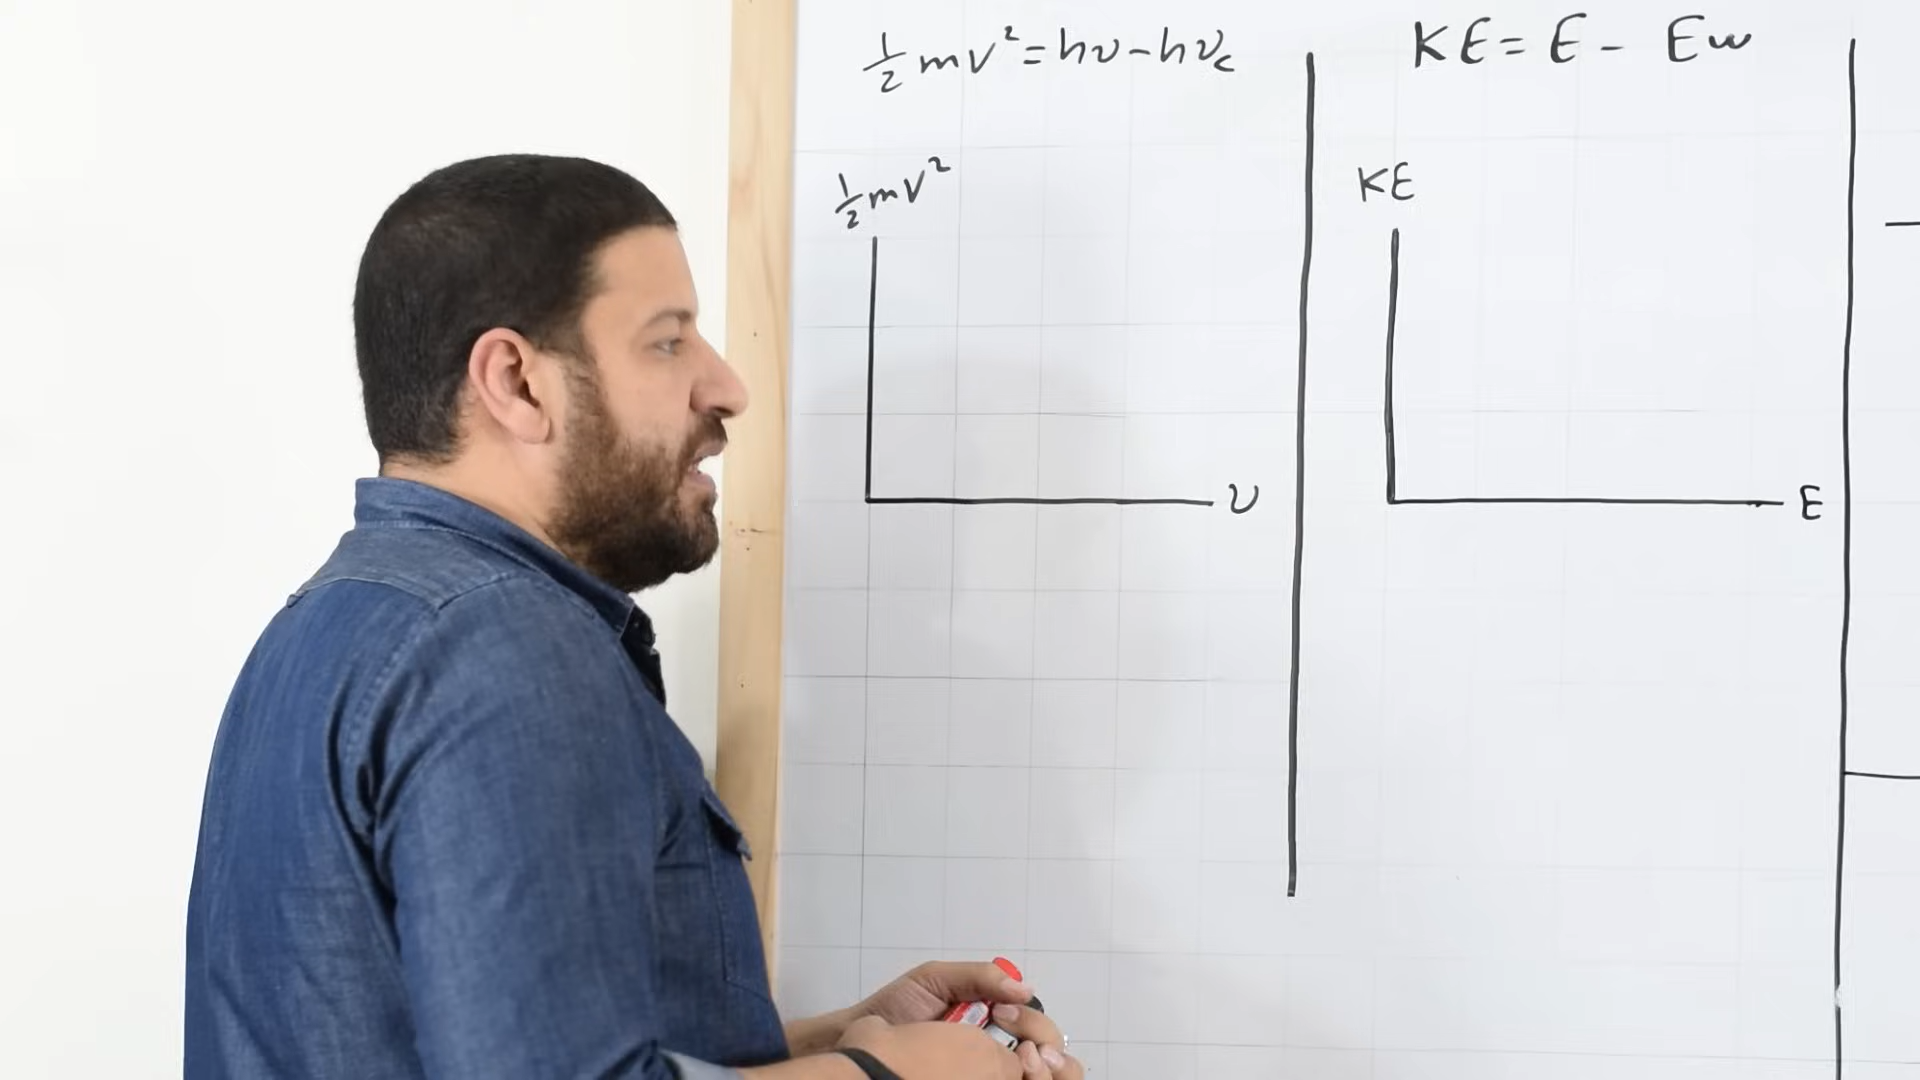 ½mv² = hυ - hυc
KE = E - Ew
½mv²
KE
υ
E